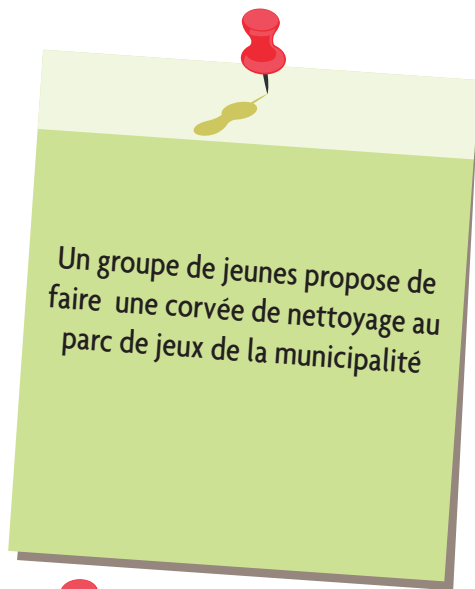 Un groupe de jeunes propose de
faire une corvée de nettoyage au
parc de jeux de la municipalité